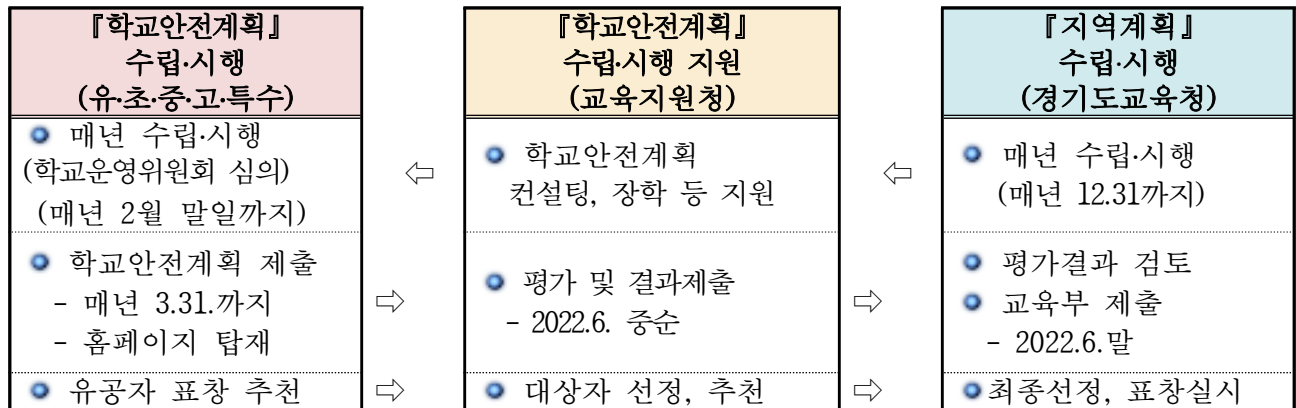 『학교안전계획』
수립·시행
(유·초·중·고·특수)
● 매년 수립·시행
(학교운영위원회 심의)
(매년 2월 말일까지)
● 학교안전계획 제출
- 매년 3.31.까지
- 홈페이지 탑재
● 유공자 표창 추천
⇦
⇨
⇨
『학교안전계획』
수립·시행 지원
(교육지원청)
● 학교안전계획
컨설팅, 장학 등 지원
● 평가 및 결과제출
- 2022.6. 중순
● 대상자 선정, 추천
⇦
⇨
⇨
『지역계획』
수립·시행
(경기도교육청)
● 매년 수립·시행
(매년 12.31까지)
● 평가결과 검토
● 교육부 제출
- 2022.6.말
●최종선정, 표창실시